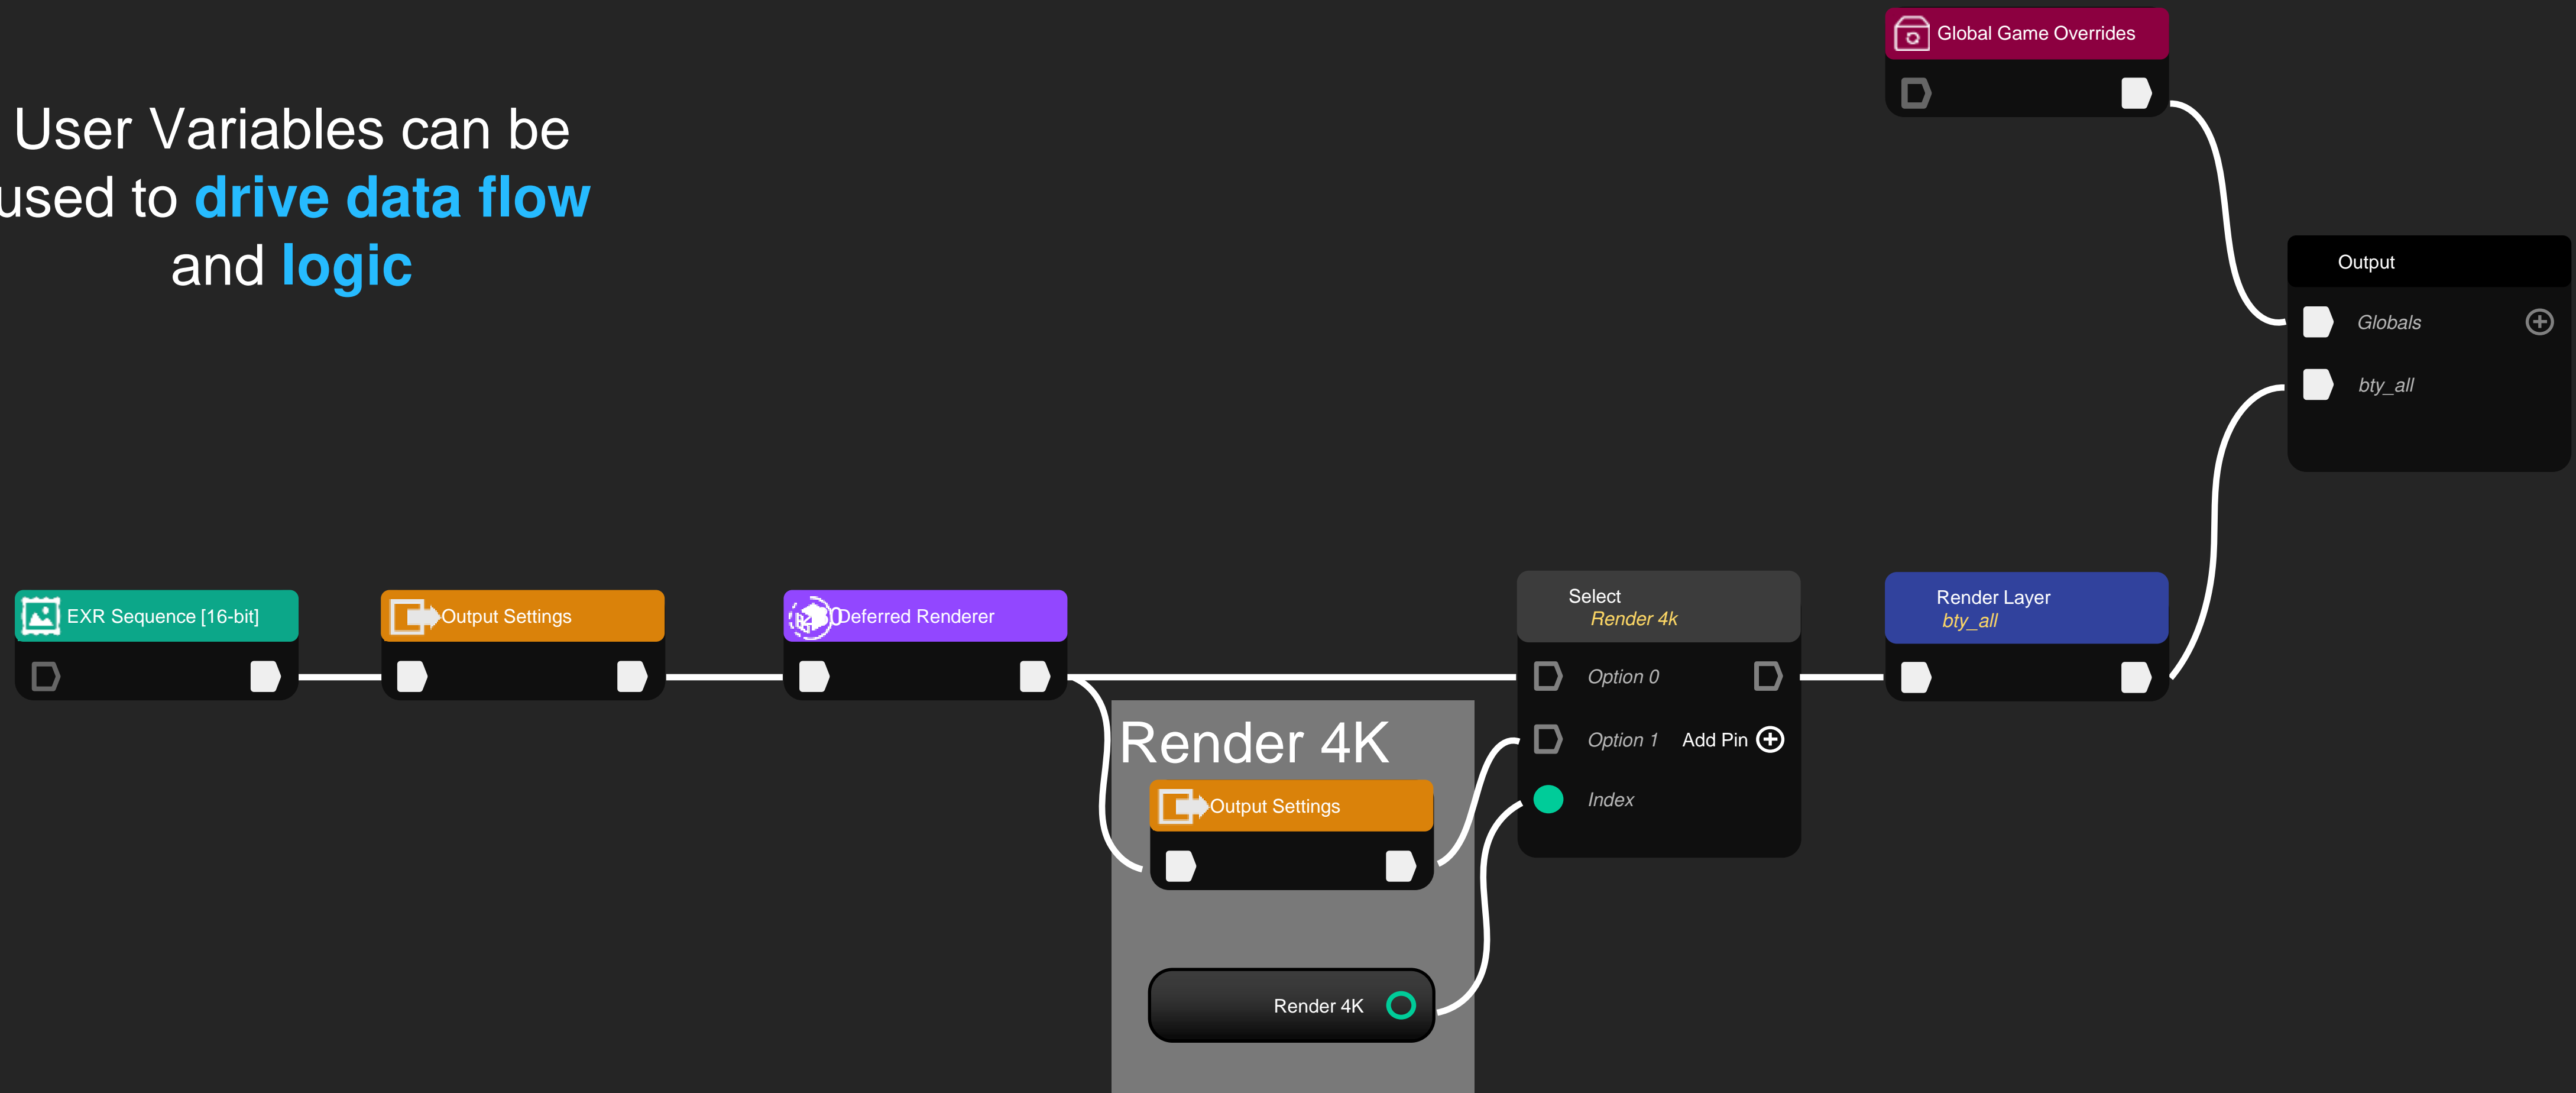 Global Game Overrides
User Variables can be
used to drive data flow
and logic
Output
Globals
bty_all
EXR Sequence [16-bit]
Output Settings
Deferred Renderer
Select
Render 4k
Render Layer
bty_all
Option 0
Render 4K
Option 1 Add Pin
Output Settings
Index
Render 4K